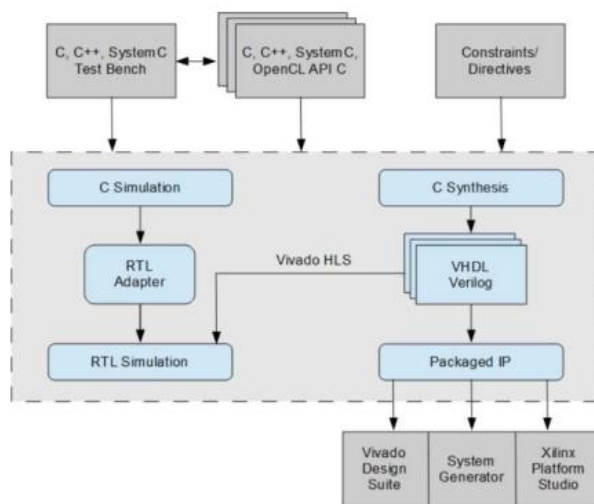 C, C++, SystemC
Test Bench
C, C++, SystemC,
OpenCL API C
Constraints/
Directives
C Simulation
C Synthesis
RTL
Adapter
Vivado HLS
VHDL
Verilog
RTL Simulation
Packaged IP
Vivado
Design
Suite
System
Generator
Xilinx
Platform
Studio